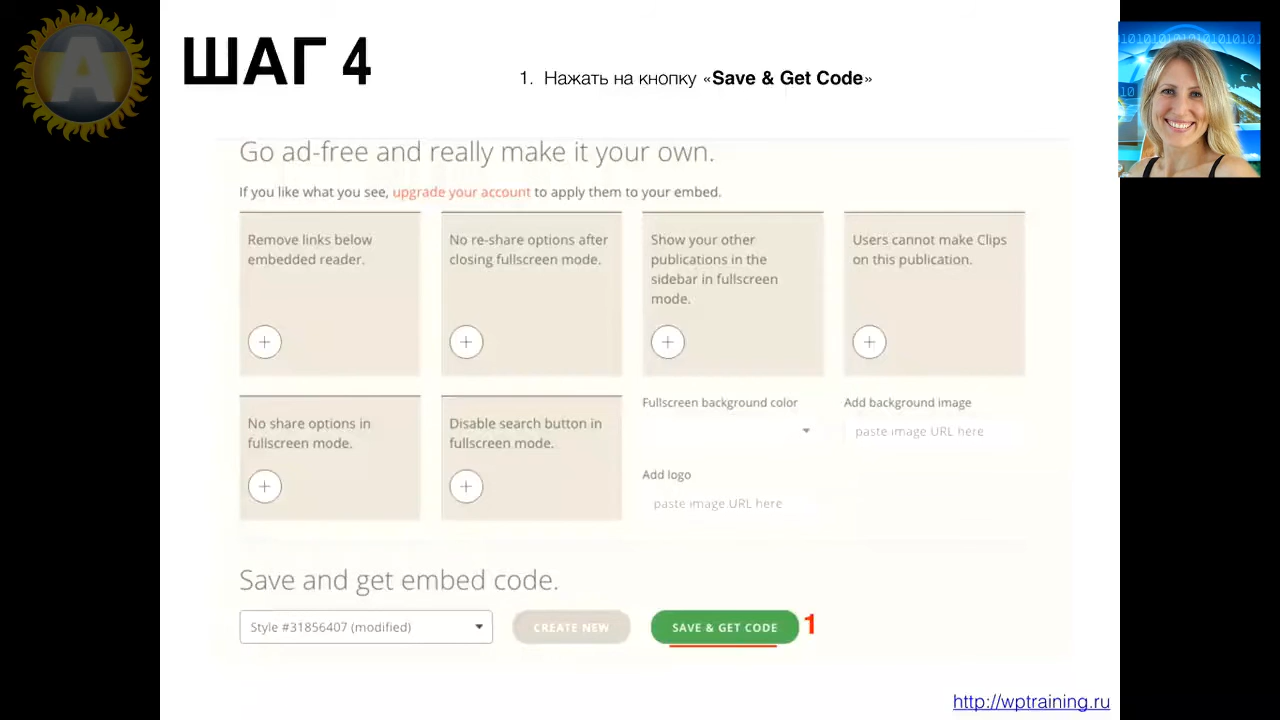 ШАГ 4
1. Нажать на кнопку «Save & Get Code»
Go ad-free and really make it your own.
If you like what you see, upgrade your account to apply them to your embed.
Remove links below
embedded reader.
No re-share options after
closing fullscreen mode.
Show your other
publications in the
sidebar in fullscreen
mode.
Users cannot make Clips
on this publication.
No share options in
fullscreen mode.
Disable search button in
fullscreen mode.
Fullscreen background color
Add background image
paste image URL here
Add logo
paste image URL here
Save and get embed code.
Style #31856407 (modified)
CREATE NEW
SAVE & GET CODE
1
http://wptraining.ru
A